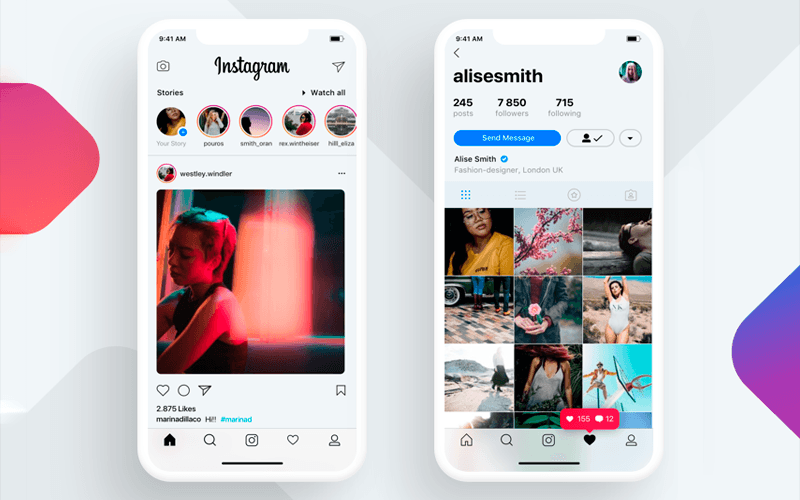 9:41 AM
Instagram
Stories
Watch all
Your Story
pouros
smith_oran
rex.wintheiser
hilll_eliza
westley.windler
2.875 Likes
marinadillaco Hi!! #marinad
9:41 AM
alisesmith
245
posts
7 850
followers
715
following
Send Message
Alise Smith
Fashion-designer, London UK
155
12